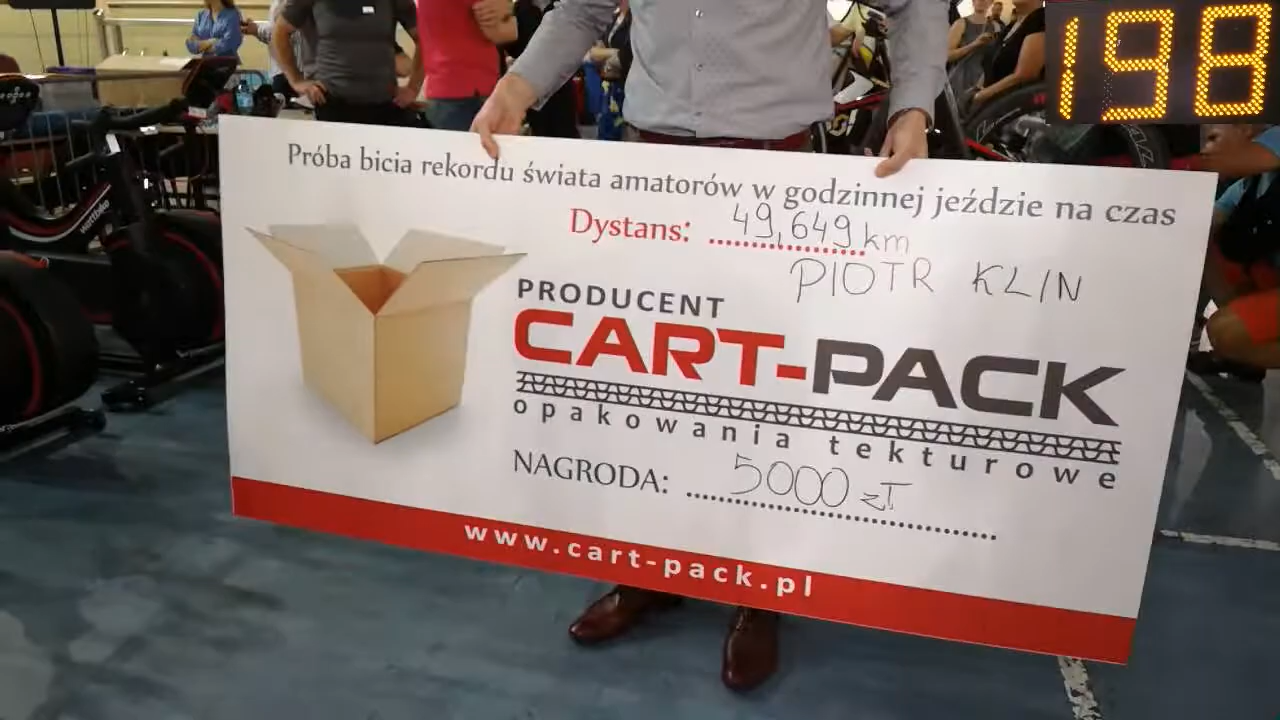 198
Próba bicia rekordu świata amatorów w godzinnej jeździe na czas
Dystans: 49,649 km
PIOTR KLIN
PRODUCENT
CART-PACK
opakowania tekturowe
NAGRODA: 5000 zł
www.cart-pack.pl
wattbike